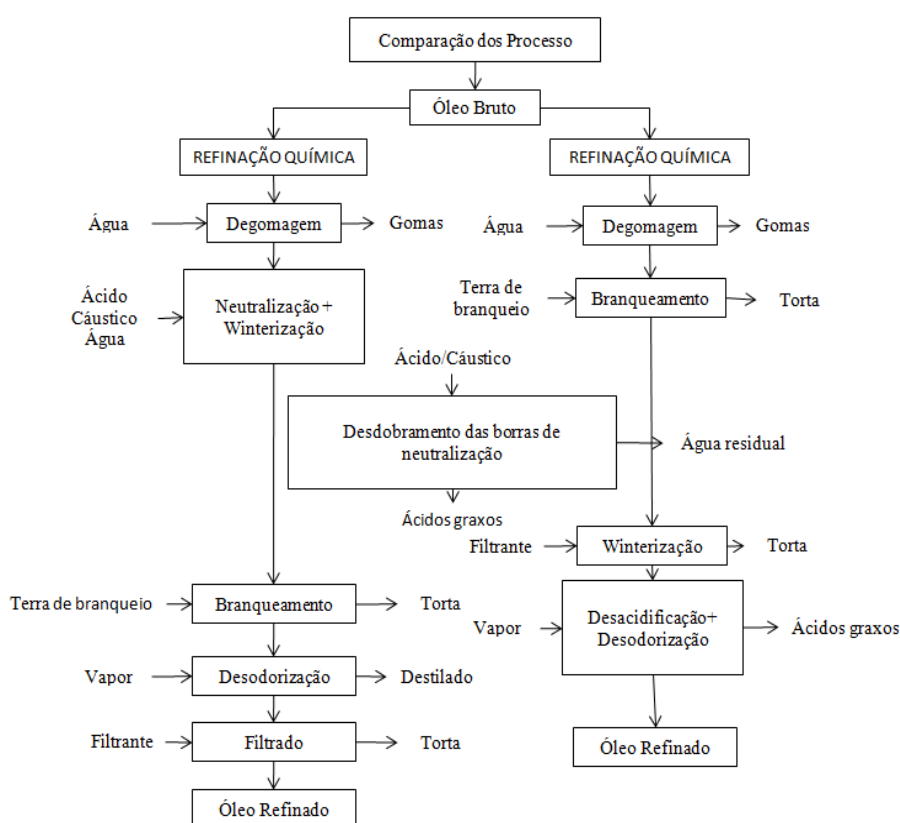 Comparação dos Processo
Óleo Bruto
REFINAÇÃO QUÍMICA
REFINAÇÃO QUÍMICA
Água
Degomagem
Gomas
Água
Degomagem
Gomas
Ácido
Cáustico
Água
Neutralização +
Winterização
Terra de
branqueio
Branqueamento
Torta
Ácido/Cáustico
Desdobramento das borras de
neutralização
Água residual
Ácidos graxos
Filtrante
Winterização
Torta
Terra de branqueio
Branqueamento
Torta
Vapor
Desacidificação+
Desodorização
Ácidos graxos
Vapor
Desodorização
Destilado
Filtrante
Filtrado
Torta
Óleo Refinado
Óleo Refinado